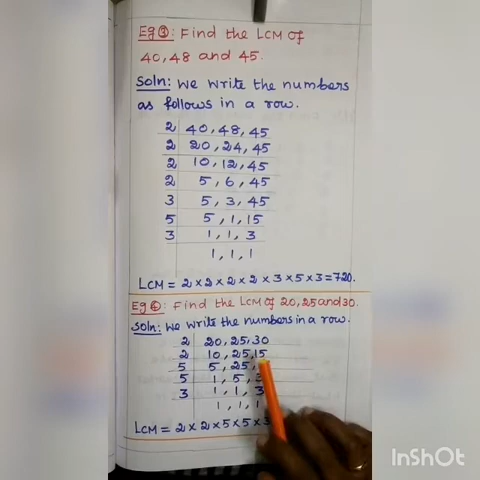 Eg ③: Find the LCM of
40, 48 and 45.
Soln: We write the numbers
as follows in a row.
2 | 40, 48, 45
2 | 20, 24, 45
2 | 10, 12, 45
2 | 5, 6, 45
3 | 5, 3, 45
5 | 5, 1, 15
3 | 1, 1, 3
1, 1, 1
LCM = 2 × 2 × 2 × 2 × 3 × 5 × 3 = 720.
Eg ④: Find the LCM of 20, 25 and 30.
Soln: We write the numbers in a row.
2 | 20, 25, 30
2 | 10, 25, 15
5 | 5, 25,
5 | 1, 5,
3 | 1, 1, 3
1, 1, 1
LCM = 2 × 2 × 5 × 5 × 3
InShOt